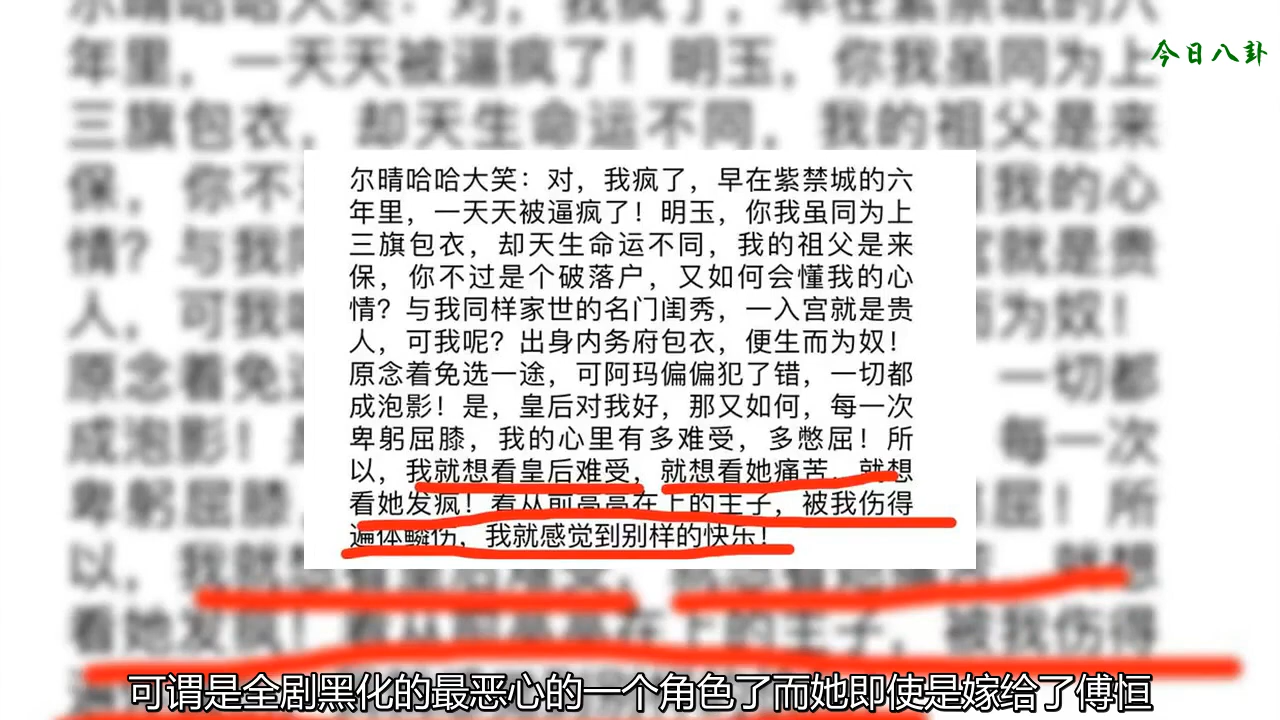 今日八卦
尔晴哈哈大笑：对，我疯了，早在紫禁城的六
年里，一天天被逼疯了！明玉，你我虽同为上
三旗包衣，却天生命运不同，我的祖父是来
保，你不过是个破落户，又如何会懂我的心
情？与我同样家世的名门闺秀，一入宫就是贵
人，可我呢？出身内务府包衣，便生而为奴！
原念着免选一途，可阿玛偏偏犯了错，一切都
成泡影！是，皇后对我好，那又如何，每一次
卑躬屈膝，我的心里有多难受，多憋屈！所
以，我就想看皇后难受，就想看她痛苦，就想
看她发疯！看从前高高在上的主子，被我伤得
遍体鳞伤，我就感觉到别样的快乐！
可谓是全剧黑化的最恶心的一个角色了而她即使是嫁给了傅恒